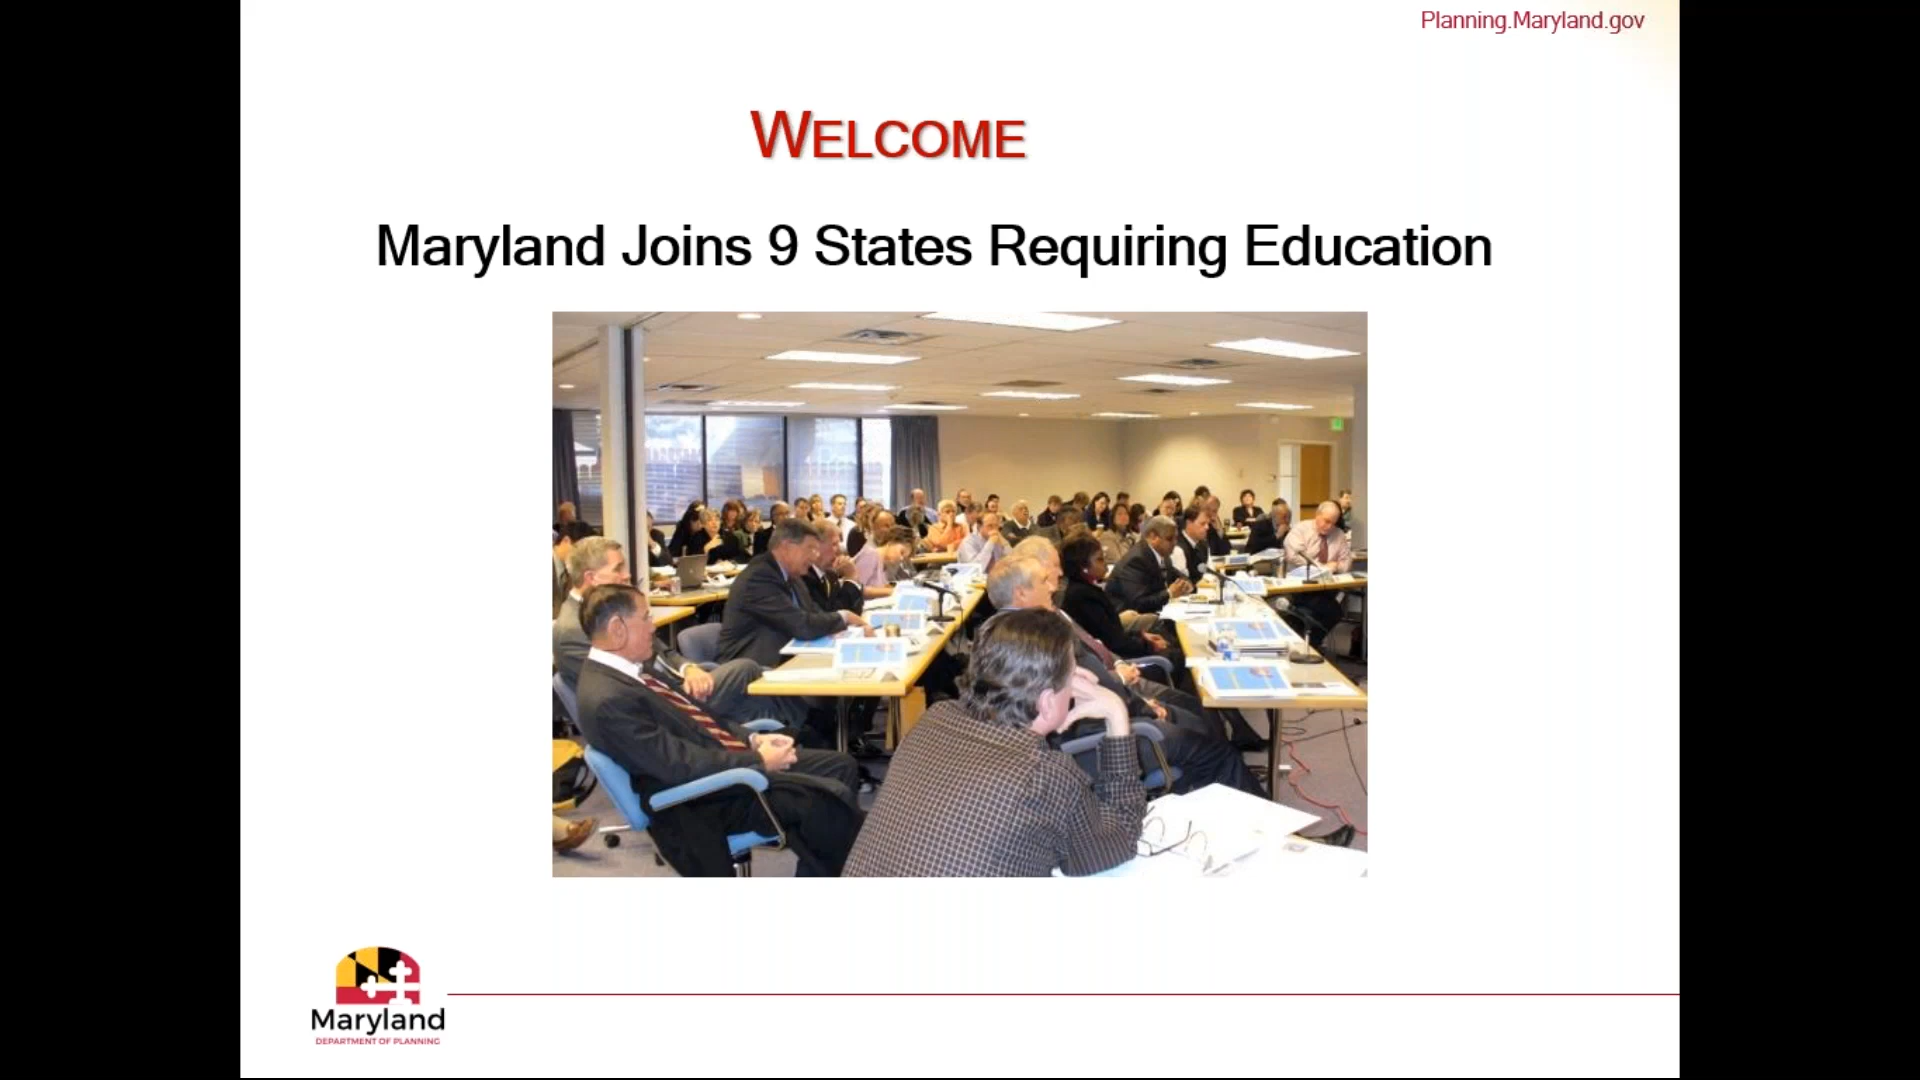 Planning.Maryland.gov
WELCOME
Maryland Joins 9 States Requiring Education
Maryland
DEPARTMENT OF PLANNING